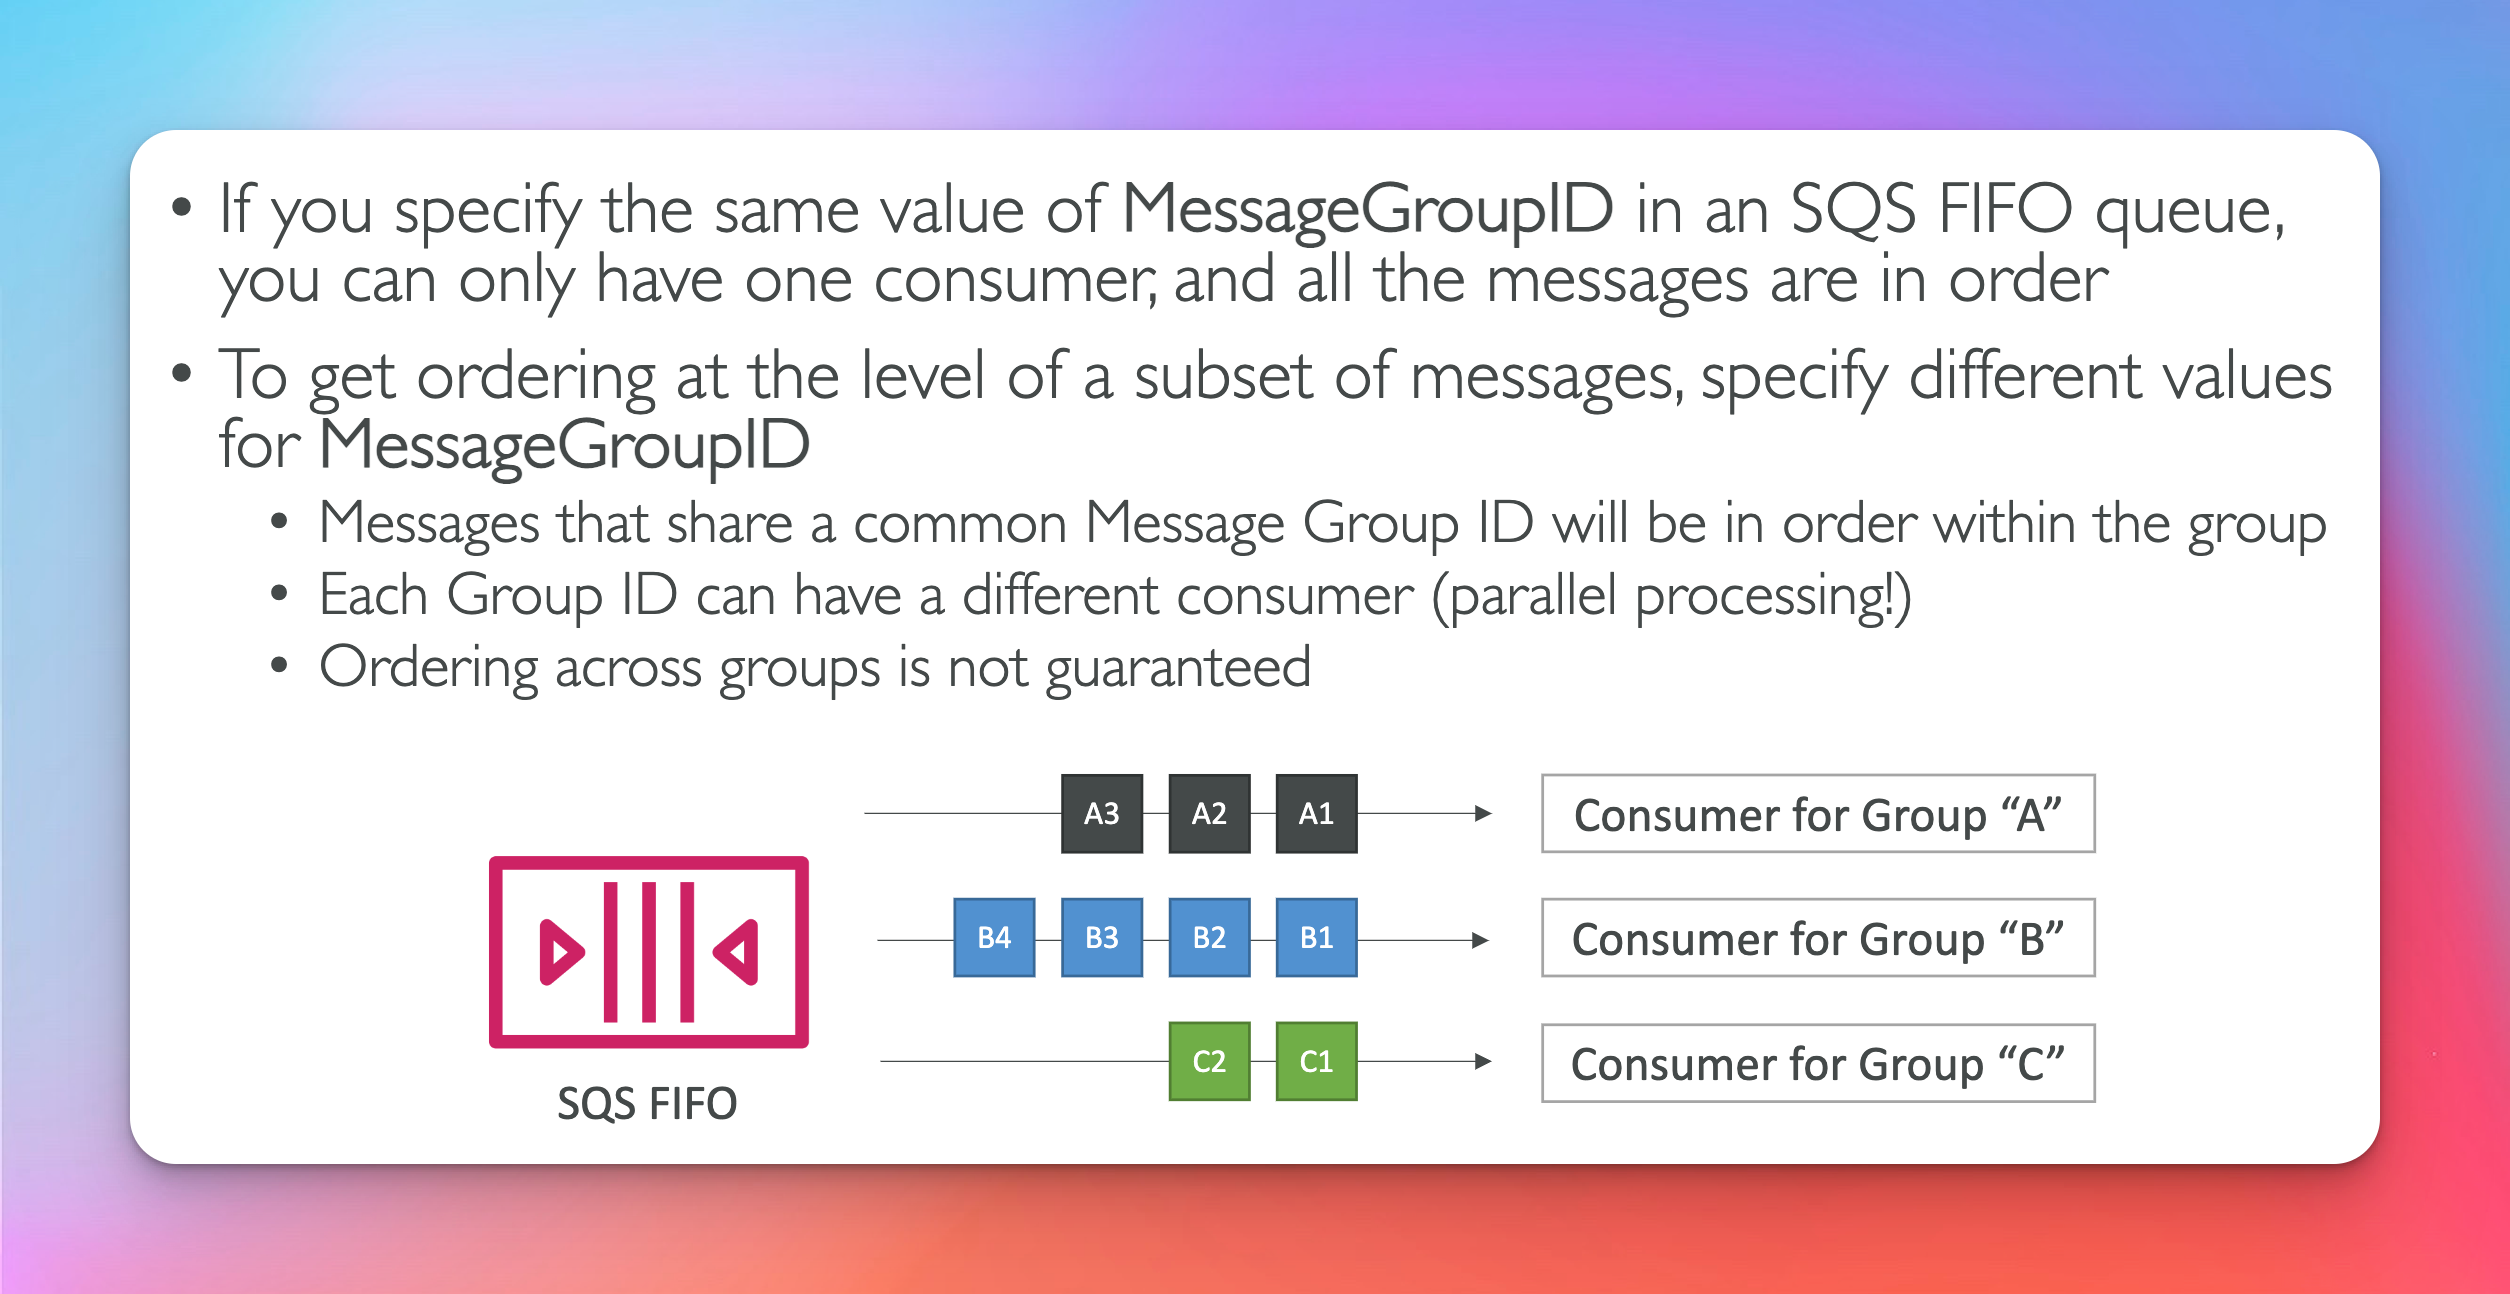 • If you specify the same value of MessageGroupID in an SQS FIFO queue,
you can only have one consumer, and all the messages are in order
• To get ordering at the level of a subset of messages, specify different values
for MessageGroupID
• Messages that share a common Message Group ID will be in order within the group
• Each Group ID can have a different consumer (parallel processing!)
• Ordering across groups is not guaranteed
A3 A2 A1 Consumer for Group “A”
B4 B3 B2 B1 Consumer for Group “B”
C2 C1 Consumer for Group “C”
SQS FIFO